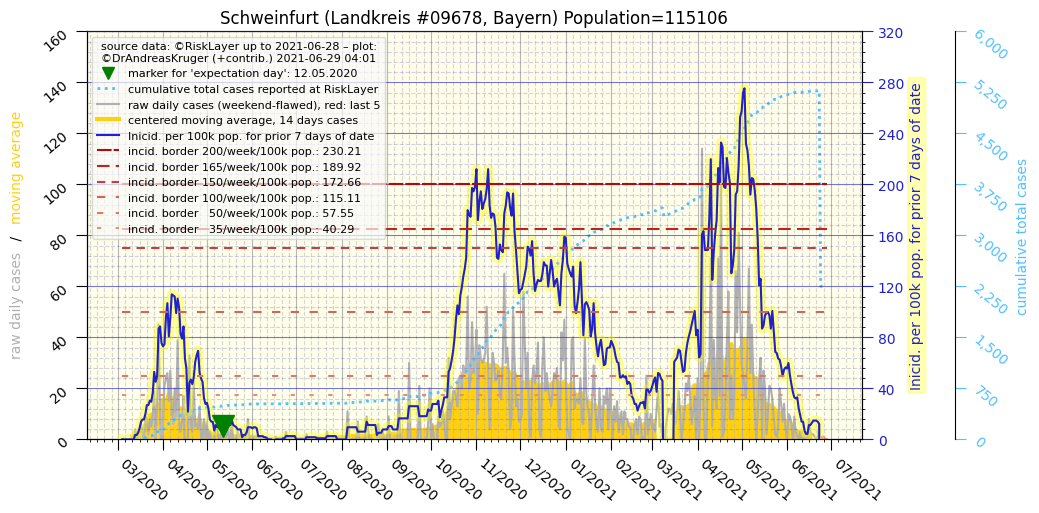 Schweinfurt (Landkreis #09678, Bayern) Population=115106
source data: ©RiskLayer up to 2021-06-28 – plot:
©DrAndreasKruger (+contrib.) 2021-06-29 04:01
marker for 'expectation day': 12.05.2020
cumulative total cases reported at RiskLayer
raw daily cases (weekend-flawed), red: last 5
centered moving average, 14 days cases
Inicid. per 100k pop. for prior 7 days of date
incid. border 200/week/100k pop.: 230.21
incid. border 165/week/100k pop.: 189.92
incid. border 150/week/100k pop.: 172.66
incid. border 100/week/100k pop.: 115.11
incid. border   50/week/100k pop.: 57.55
incid. border   35/week/100k pop.: 40.29
raw daily cases / moving average
160
140
120
100
80
60
40
20
0
320
280
240
200
160
120
80
40
0
Inicid. per 100k pop. for prior 7 days of date
6,000
5,250
4,500
3,750
3,000
2,250
1,500
750
0
cumulative total cases
03/2020
04/2020
05/2020
06/2020
07/2020
08/2020
09/2020
10/2020
11/2020
12/2020
01/2021
02/2021
03/2021
04/2021
05/2021
06/2021
07/2021